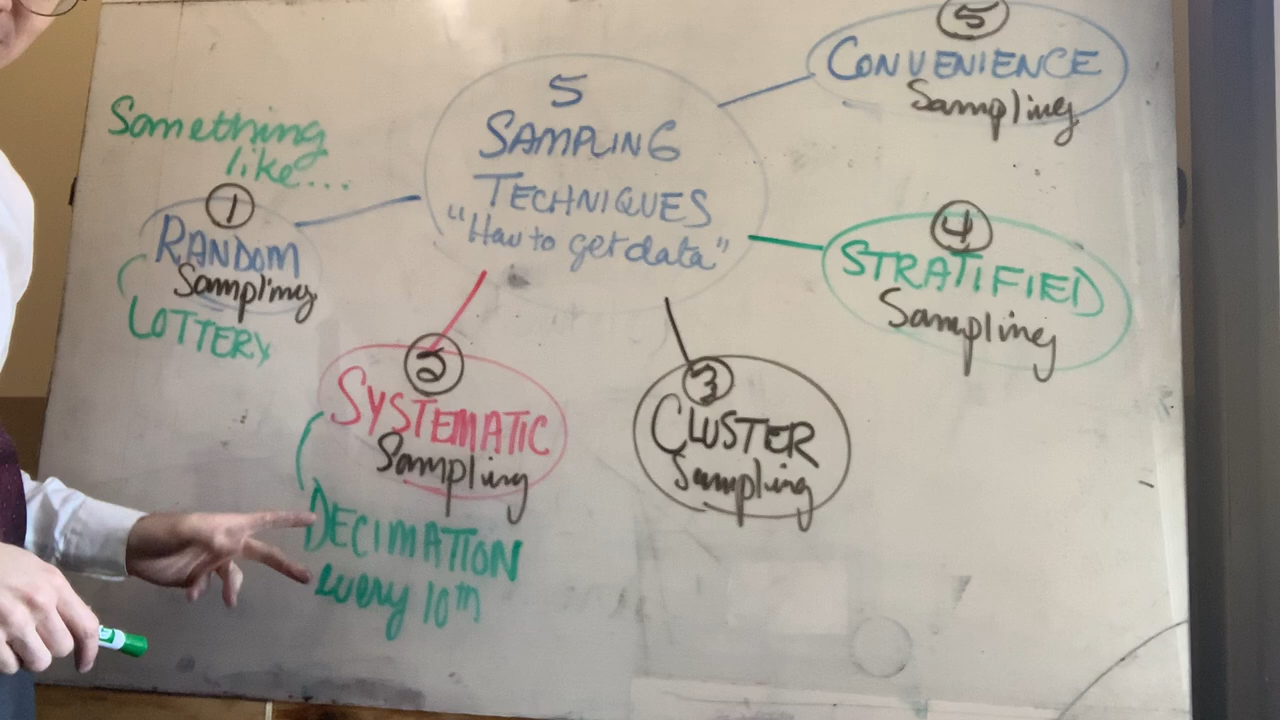 5
SAMPLING
TECHNIQUES
"How to get data"
Something
like...
1
RANDOM
Sampling
LOTTERY
2
SYSTEMATIC
Sampling
DECIMATION
every 10th
3
CLUSTER
Sampling
4
STRATIFIED
Sampling
5
CONVENIENCE
Sampling